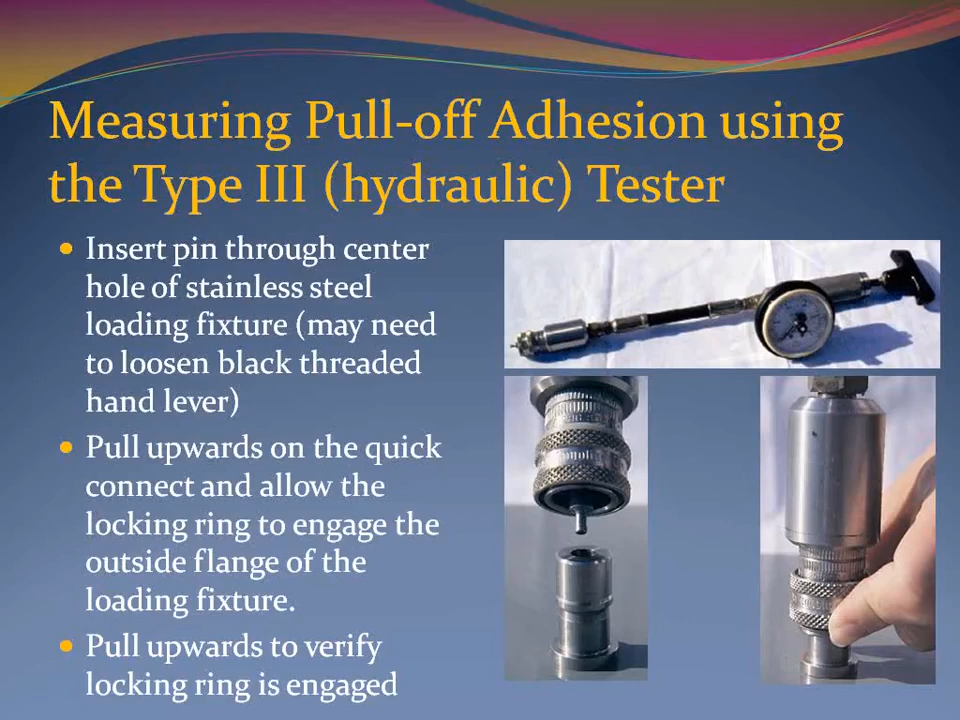 Measuring Pull-off Adhesion using
the Type III (hydraulic) Tester
• Insert pin through center
hole of stainless steel
loading fixture (may need
to loosen black threaded
hand lever)
• Pull upwards on the quick
connect and allow the
locking ring to engage the
outside flange of the
loading fixture.
• Pull upwards to verify
locking ring is engaged